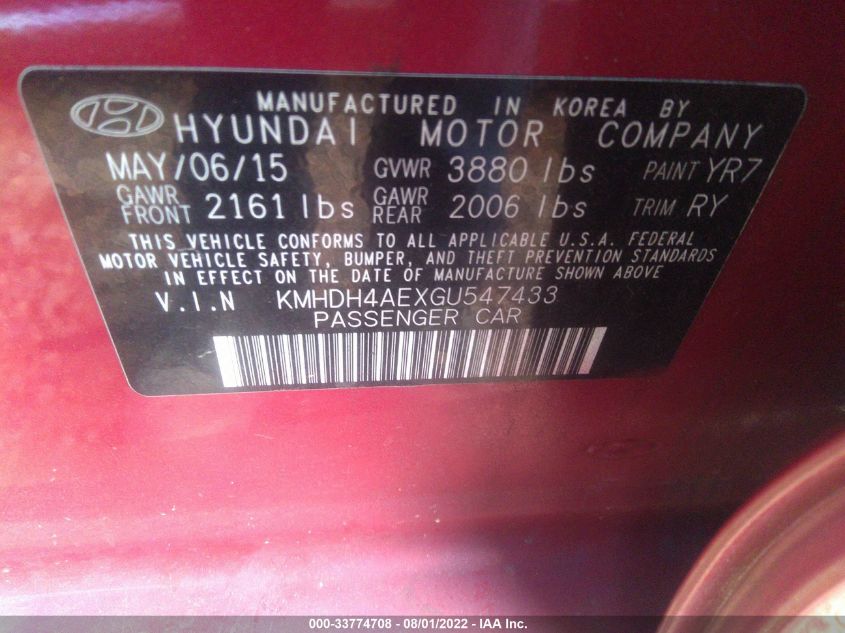 MANUFACTURED IN KOREA BY
HYUNDAI MOTOR COMPANY
MAY/06/15 GVWR 3880 lbs PAINT YR7
GAWR FRONT 2161 lbs GAWR REAR 2006 lbs TRIM RY
THIS VEHICLE CONFORMS TO ALL APPLICABLE U.S.A. FEDERAL
MOTOR VEHICLE SAFETY, BUMPER, AND THEFT PREVENTION STANDARDS
IN EFFECT ON THE DATE OF MANUFACTURE SHOWN ABOVE
V.I.N KMHDH4AEXGU547433
PASSENGER CAR
000-33774708 - 08/01/2022 - IAA Inc.